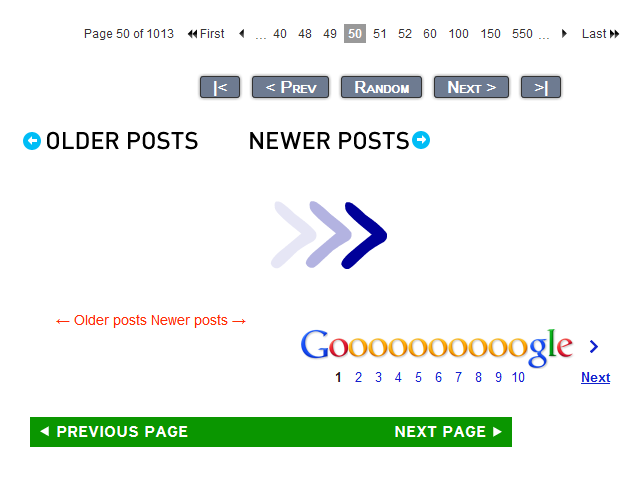 Page 50 of 1013 First ... 40 48 49 50 51 52 60 100 150 550 ... Last
|< < Prev Random Next > >|
OLDER POSTS NEWER POSTS
← Older posts Newer posts →
Goooooooooogle
1 2 3 4 5 6 7 8 9 10 Next
PREVIOUS PAGE NEXT PAGE